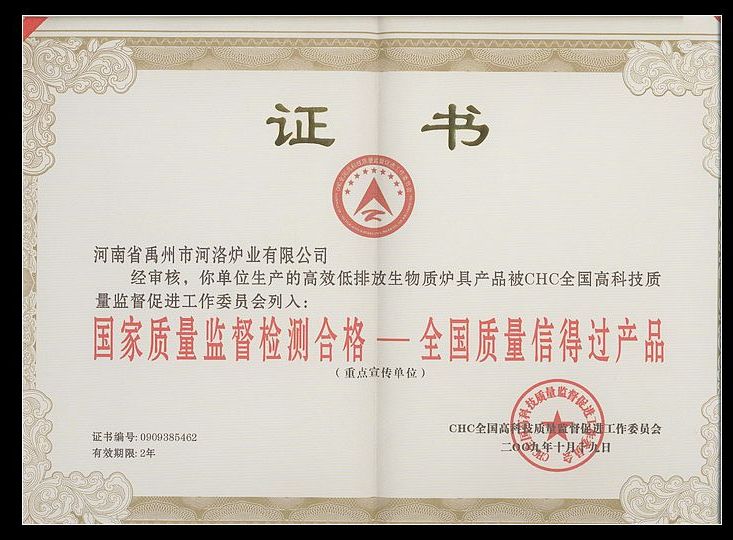 证书
河南省禹州市河洛炉业有限公司
经审核，你单位生产的高效低排放生物质炉具产品被CHC全国高科技质
量监督促进工作委员会列入：
国家质量监督检测合格—全国质量信得过产品
（重点宣传单位）
CHC全国高科技质量监督促进工作委员会
证书编号：0909385462
二〇〇九年十月十九日
有效期限：2年